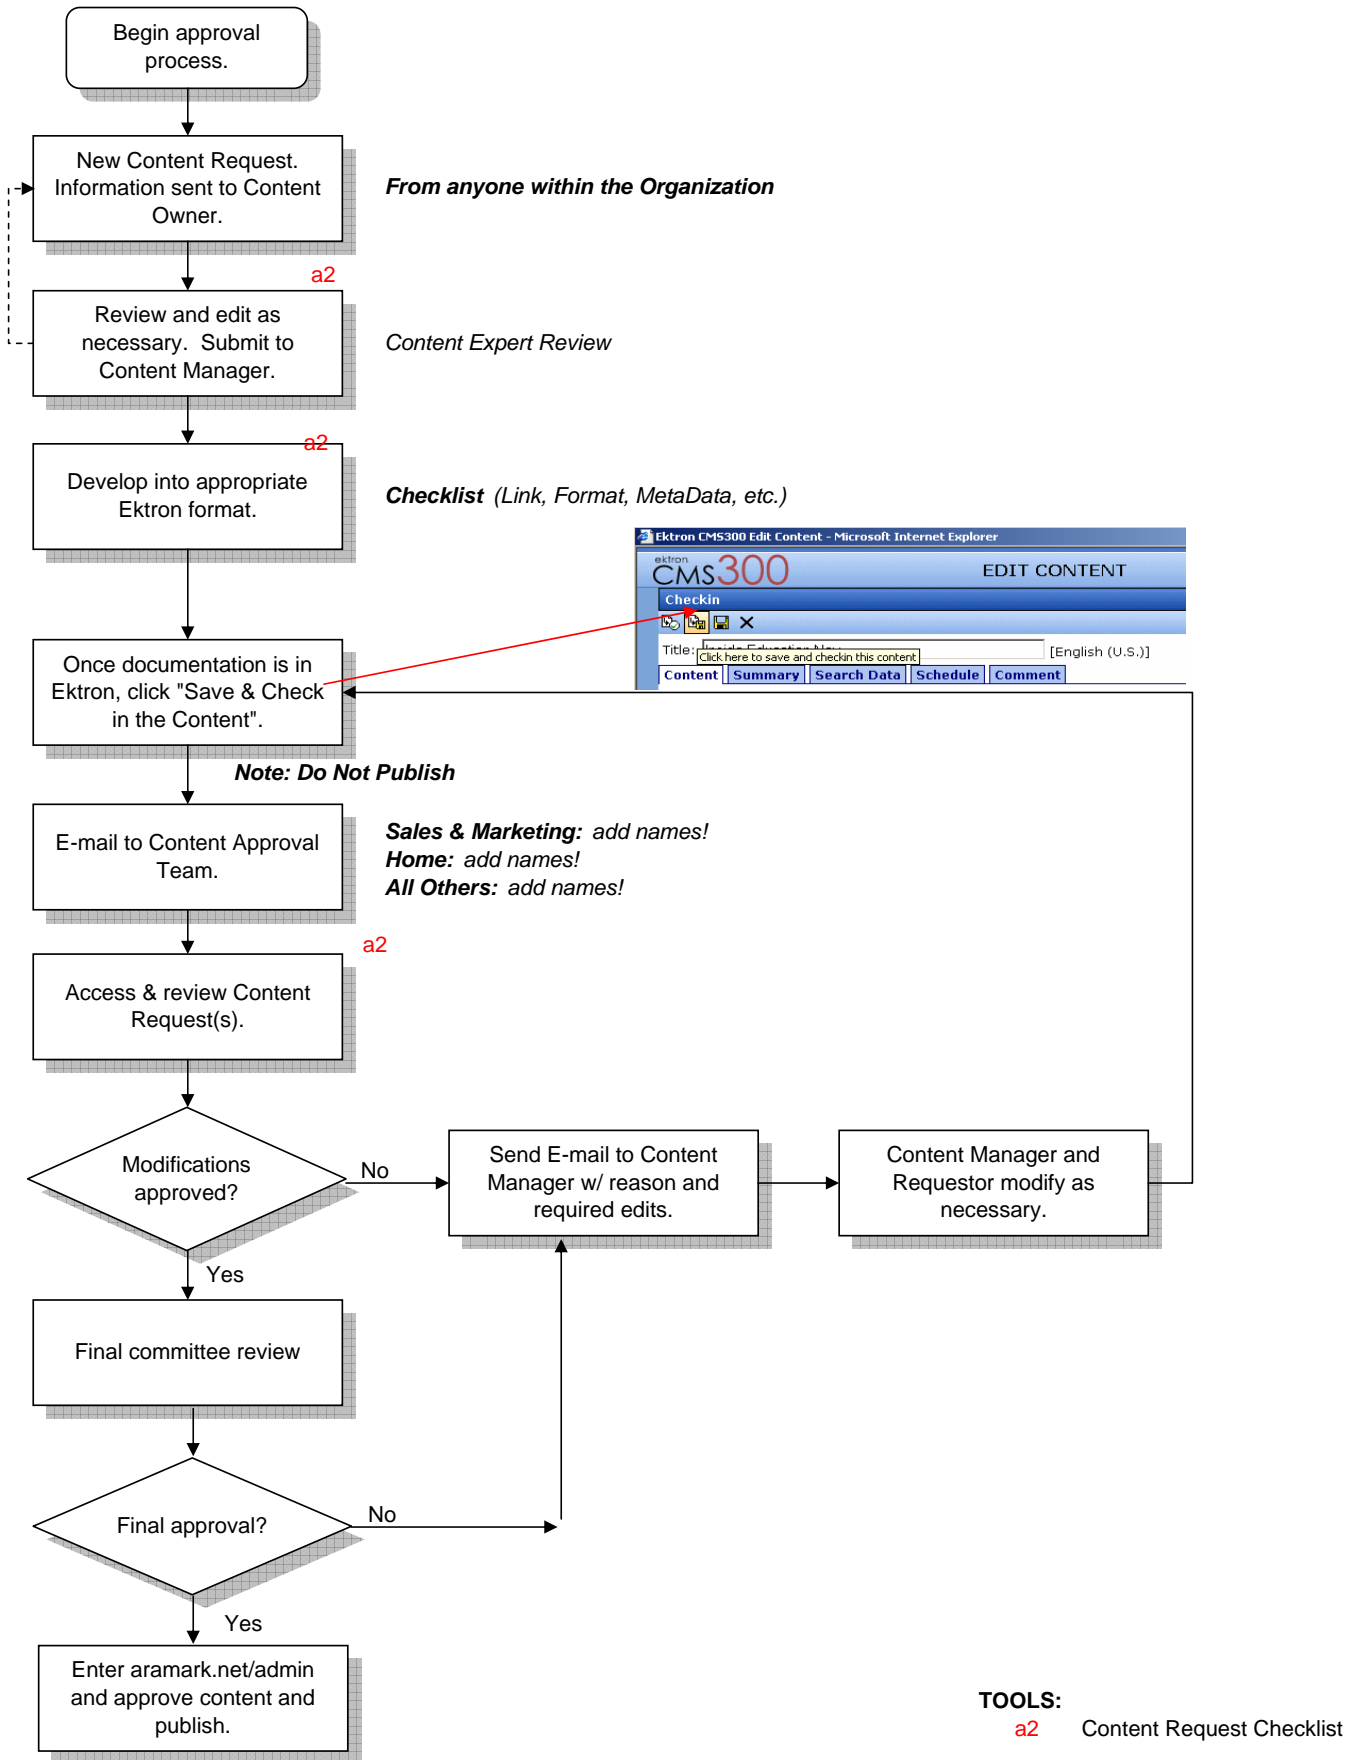 Begin approval
process.
New Content Request.
Information sent to Content
Owner.
From anyone within the Organization
a2
Review and edit as
necessary.  Submit to
Content Manager.
Content Expert Review
a2
Develop into appropriate
Ektron format.
Checklist (Link, Format, MetaData, etc.)
Ektron CMS300 Edit Content - Microsoft Internet Explorer
ektron
CMS300
EDIT CONTENT
Checkin
Title:
[English (U.S.)]
Click here to save and checkin this content
Content Summary Search Data Schedule Comment
Once documentation is in
Ektron, click "Save & Check
in the Content".
Note: Do Not Publish
E-mail to Content Approval
Team.
Sales & Marketing: add names!
Home: add names!
All Others: add names!
a2
Access & review Content
Request(s).
Modifications
approved?
No
Send E-mail to Content
Manager w/ reason and
required edits.
Content Manager and
Requestor modify as
necessary.
Yes
Final committee review
Final approval?
No
Yes
Enter aramark.net/admin
and approve content and
publish.
TOOLS:
a2 Content Request Checklist